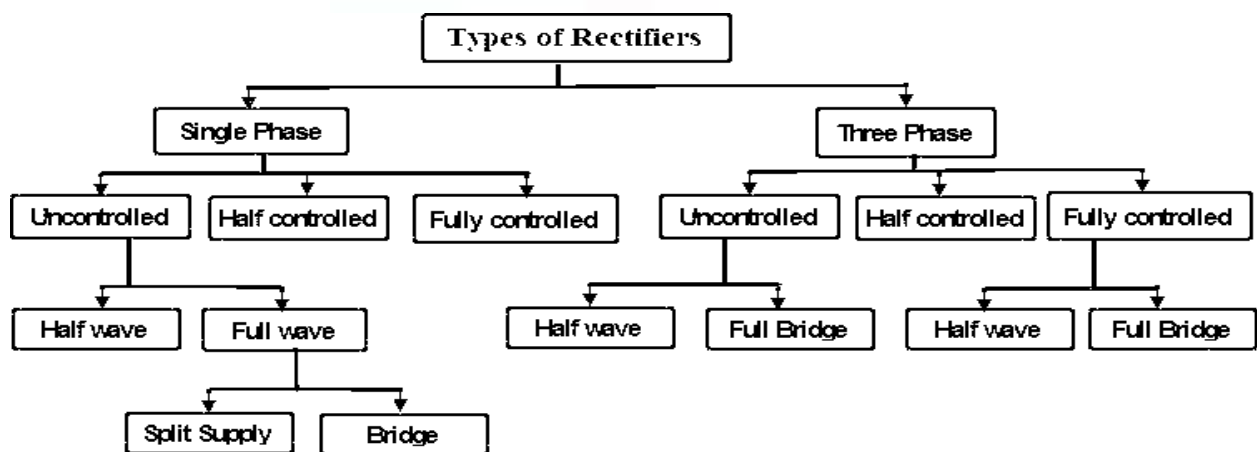 Types of Rectifiers
Single Phase
Three Phase
Uncontrolled
Half controlled
Fully controlled
Uncontrolled
Half controlled
Fully controlled
Half wave
Full wave
Half wave
Full Bridge
Half wave
Full Bridge
Split Supply
Bridge